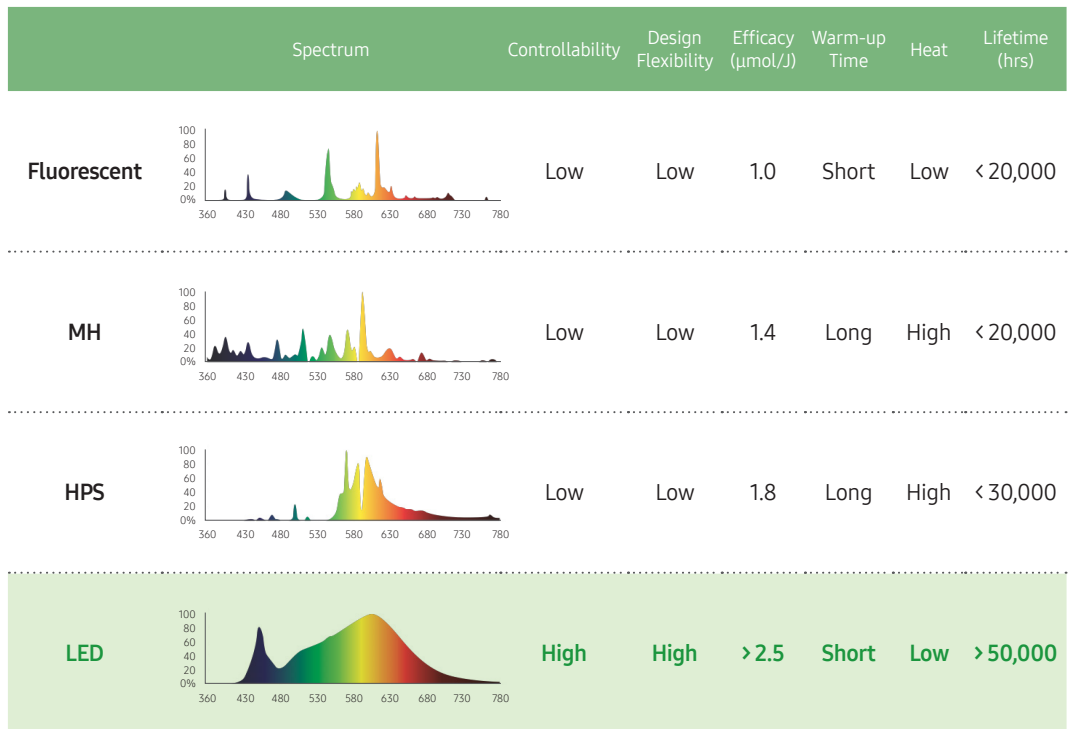 Spectrum Controllability Design Flexibility Efficacy (μmol/J) Warm-up Time Heat Lifetime (hrs)
100
80
60
40
20
0%
360 430 480 530 580 630 680 730 780
Fluorescent Low Low 1.0 Short Low < 20,000
100
80
60
40
20
0%
360 430 480 530 580 630 680 730 780
MH Low Low 1.4 Long High < 20,000
100
80
60
40
20
0%
360 430 480 530 580 630 680 730 780
HPS Low Low 1.8 Long High < 30,000
100
80
60
40
20
0%
360 430 480 530 580 630 680 730 780
LED High High > 2.5 Short Low > 50,000